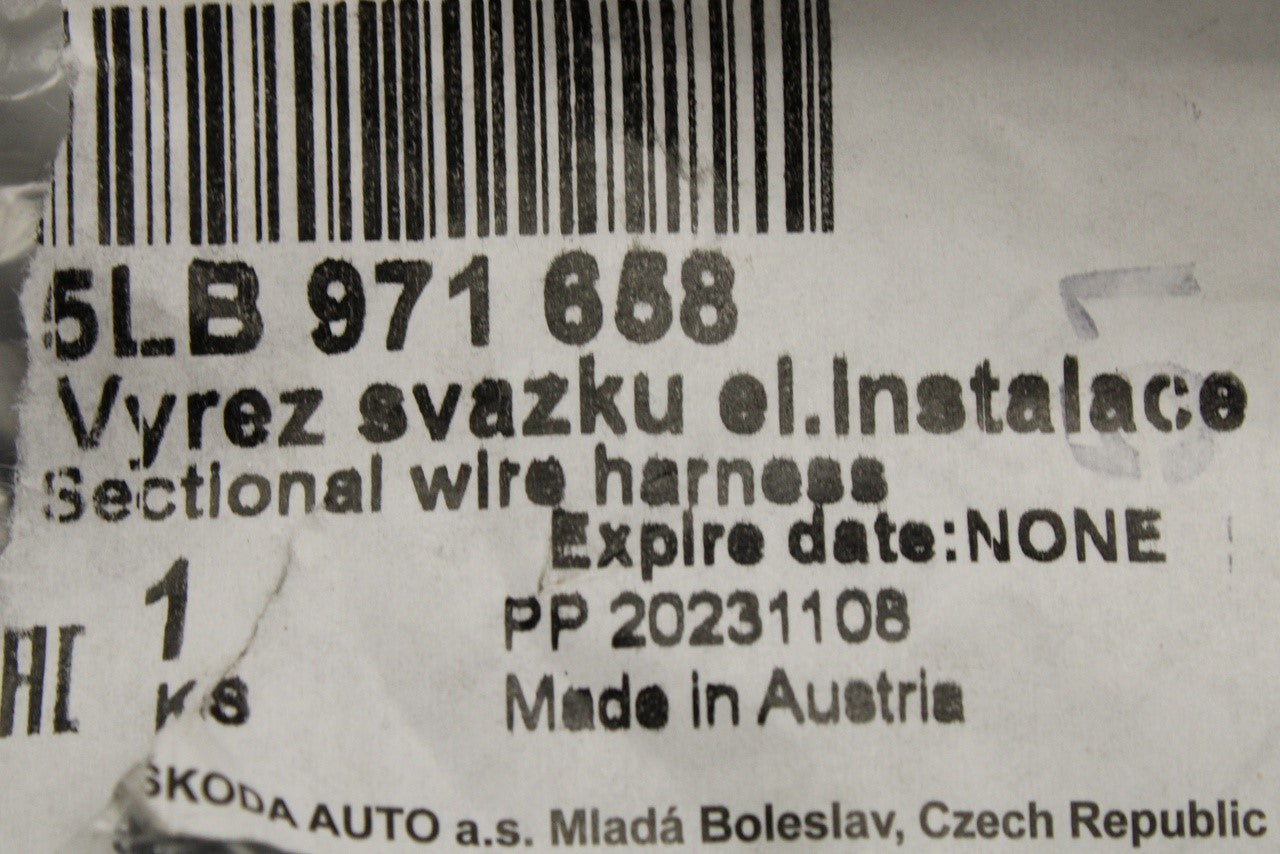 5LB 971 658
Vyrez svazku el.Instalace
Sectional wire harness
Expire date:NONE
1
PP 20231108
ks
Made in Austria
SKODA AUTO a.s. Mladá Boleslav, Czech Republic